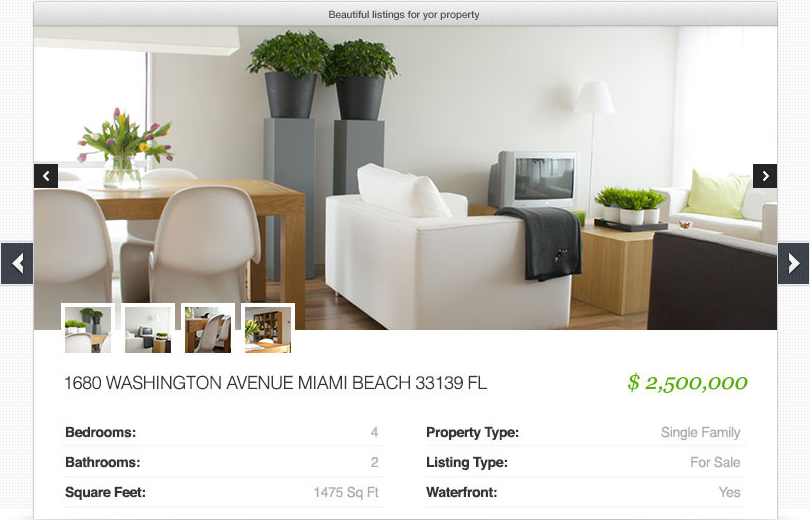 Beautiful listings for yor property
1680 WASHINGTON AVENUE MIAMI BEACH 33139 FL
$ 2,500,000
Bedrooms: 4
Property Type: Single Family
Bathrooms: 2
Listing Type: For Sale
Square Feet: 1475 Sq Ft
Waterfront: Yes